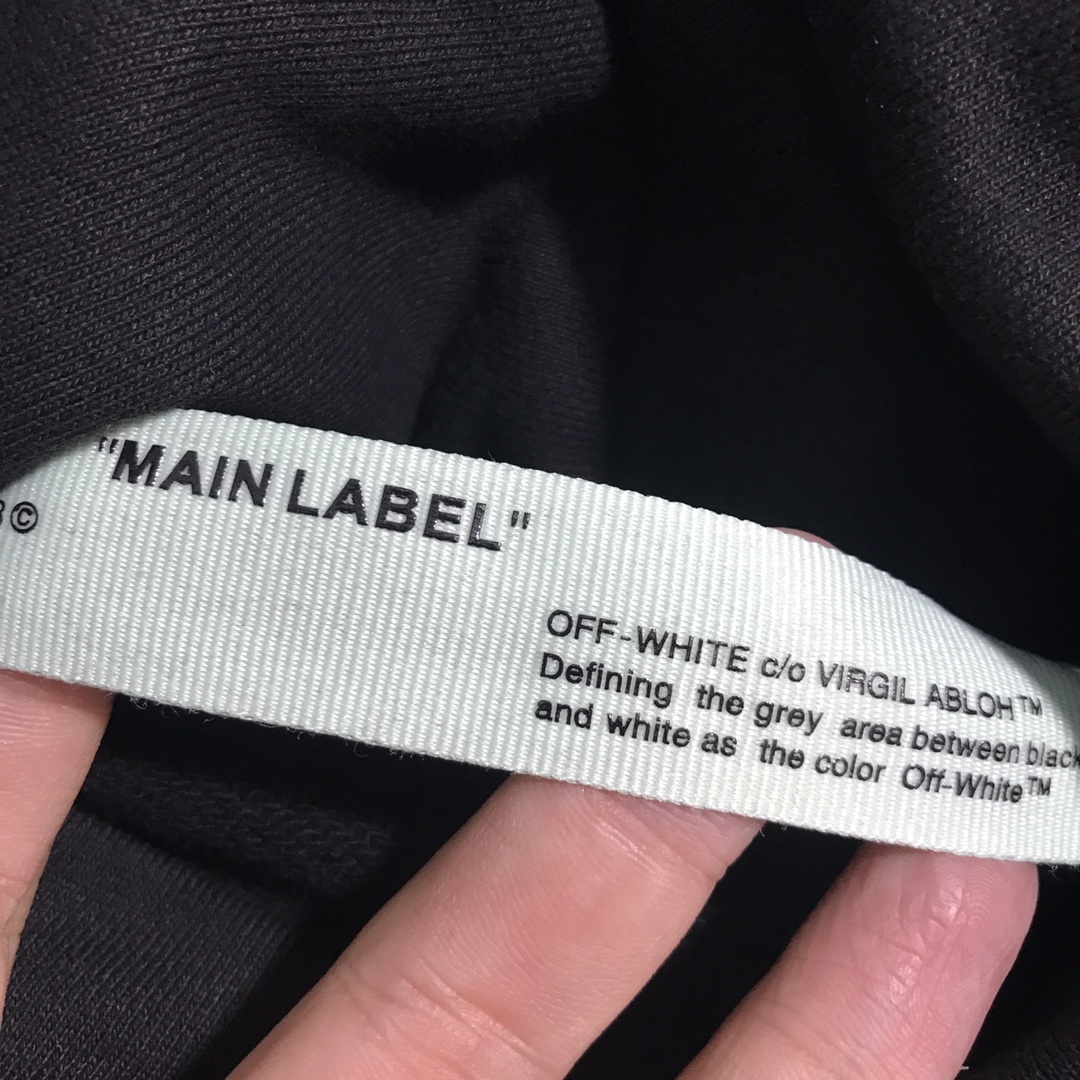 "MAIN LABEL"
©
OFF-WHITE c/o VIRGIL ABLOH™
Defining the grey area between black
and white as the color Off-White™